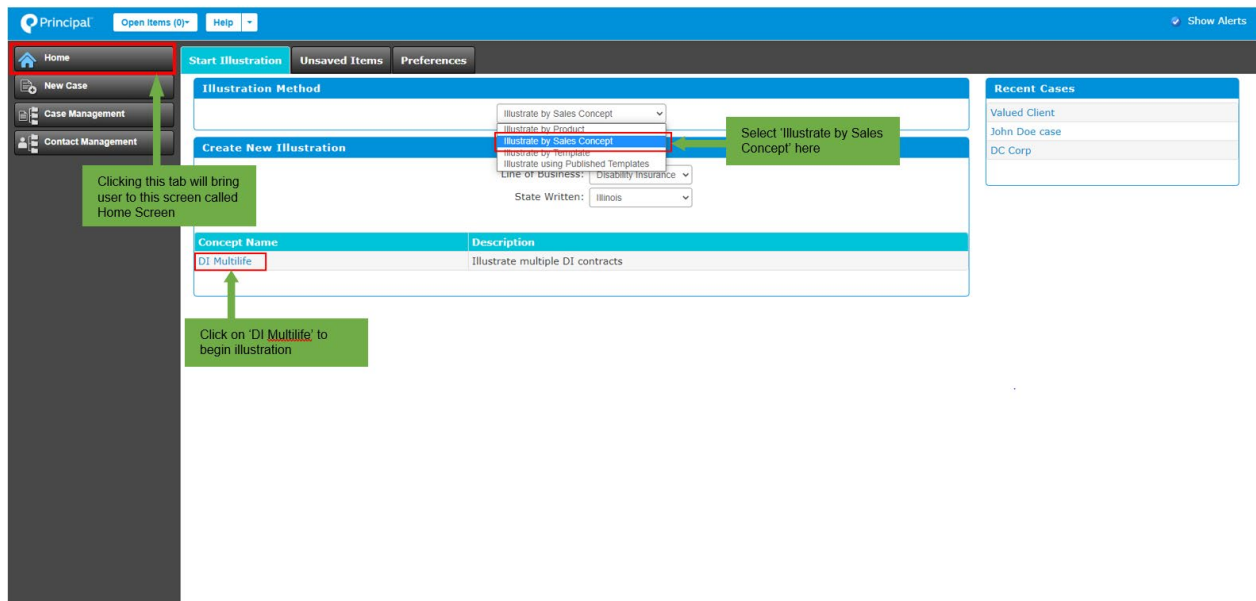 Principal
Open Items (0)
Help
Show Alerts
Home
New Case
Case Management
Contact Management
Start Illustration
Unsaved Items
Preferences
Illustration Method
Illustrate by Sales Concept
Illustrate by Product
Illustrate by Sales Concept
Illustrate by Template
Illustrate using Published Templates
Select 'Illustrate by Sales
Concept' here
Create New Illustration
Line of Business: Disability Insurance
State Written: Illinois
Concept Name Description
DI Multilife Illustrate multiple DI contracts
Recent Cases
Valued Client
John Doe case
DC Corp
Clicking this tab will bring
user to this screen called
Home Screen
Click on 'DI Multilife' to
begin illustration